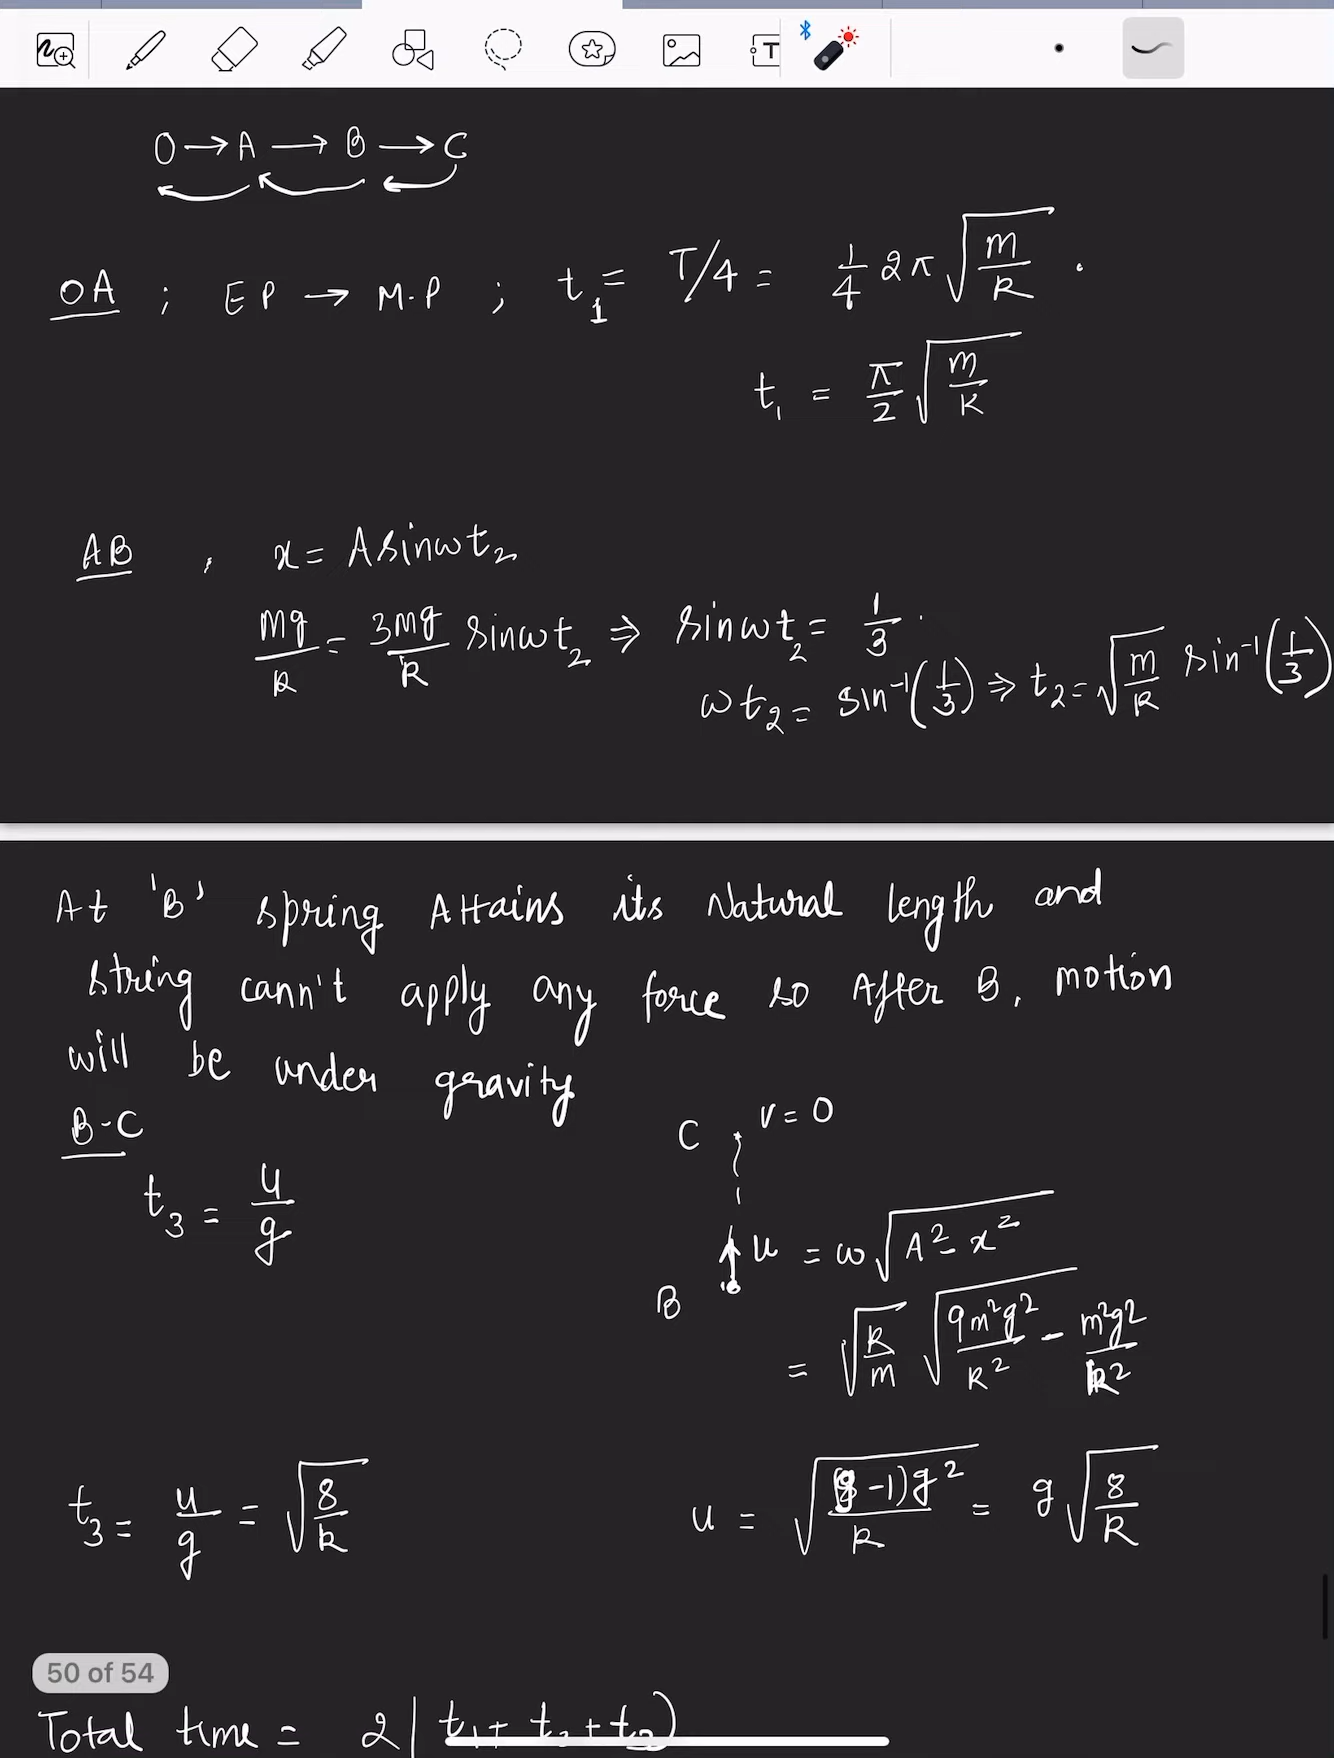 O → A → B → C
OA ; EP → M.P ; t₁ = T/4 = 1/4 2π √(m/k) .
t₁ = π/2 √(m/k)
AB , x = A sinωt₂
mg/k = 3mg/k sinωt₂ ⇒ sinωt₂ = 1/3 .
ωt₂ = sin⁻¹(1/3) ⇒ t₂ = √(m/k) sin⁻¹(1/3)
At 'B' spring Attains its Natural length and
string cann't apply any force so After B, motion
will be under gravity
B-C
C v = 0
t₃ = u/g
B u = ω√(A² - x²)
= √(k/m) √(9m²g²/k² - m²g²/k²)
t₃ = u/g = √(8/k)
u = √((9-1)g²/k) = g√(8/k)
50 of 54
Total time = 2(t₁ + t₂ + t₃)